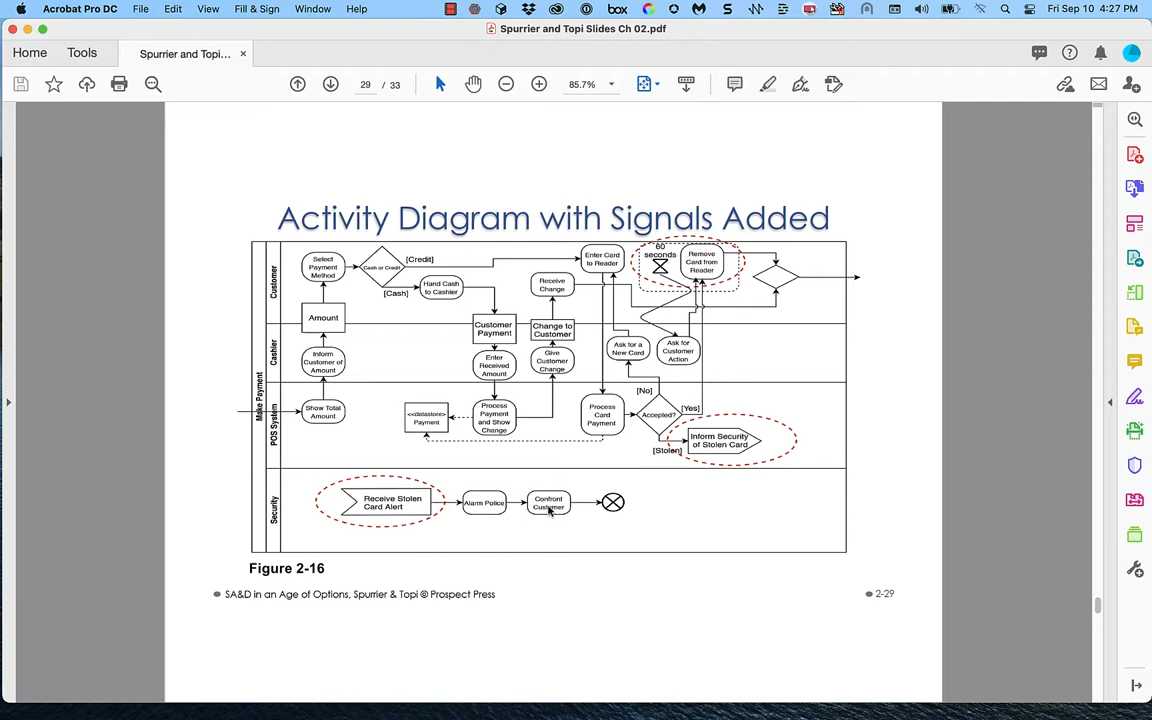 Acrobat Pro DC File Edit View Fill & Sign Window Help box S Fri Sep 10 4:27 PM
Spurrier and Topi Slides Ch 02.pdf
Home Tools Spurrier and Topi... ×
29 / 33 85.7%
Activity Diagram with Signals Added
Make Payment
Customer
Select
Payment
Method
Cash or Credit
[Credit]
[Cash]
Hand Cash
to Cashier
Receive
Change
Enter Card
to Reader
60
seconds
Remove
Card from
Reader
Amount
Customer
Payment
Change to
Customer
Cashier
Inform
Customer of
Amount
Enter
Received
Amount
Give
Customer
Change
Ask for a
New Card
Ask for
Customer
Action
POS System
Show Total
Amount
<<datastore>>
Payment
Process
Payment
and Show
Change
Process
Card
Payment
[No]
Accepted?
[Yes]
[Stolen]
Inform Security
of Stolen Card
Security
Receive Stolen
Card Alert
Alarm Police
Confront
Customer
Figure 2-16
SA&D in an Age of Options, Spurrier & Topi © Prospect Press
2-29